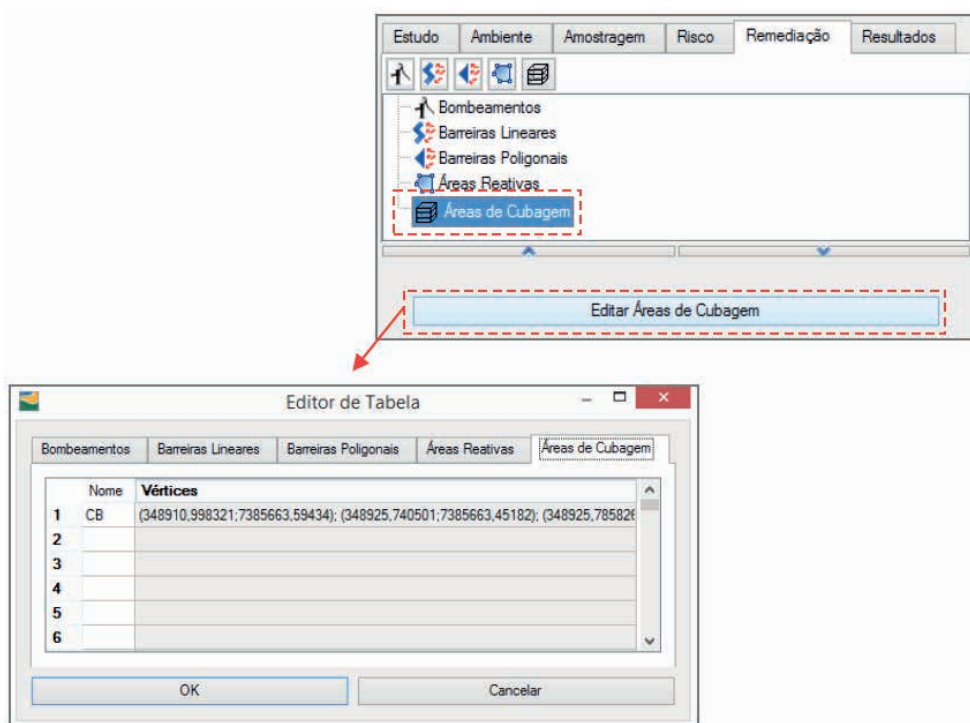 Estudo Ambiente Amostragem Risco Remediação Resultados
Bombeamentos
Barreiras Lineares
Barreiras Poligonais
Áreas Reativas
Áreas de Cubagem
Editar Áreas de Cubagem
Editor de Tabela
Bombeamentos Barreiras Lineares Barreiras Poligonais Áreas Reativas Áreas de Cubagem
Nome Vértices
1 CB (348910,998321;7385663,59434); (348925,740501;7385663,45182); (348925,785826
2
3
4
5
6
OK Cancelar